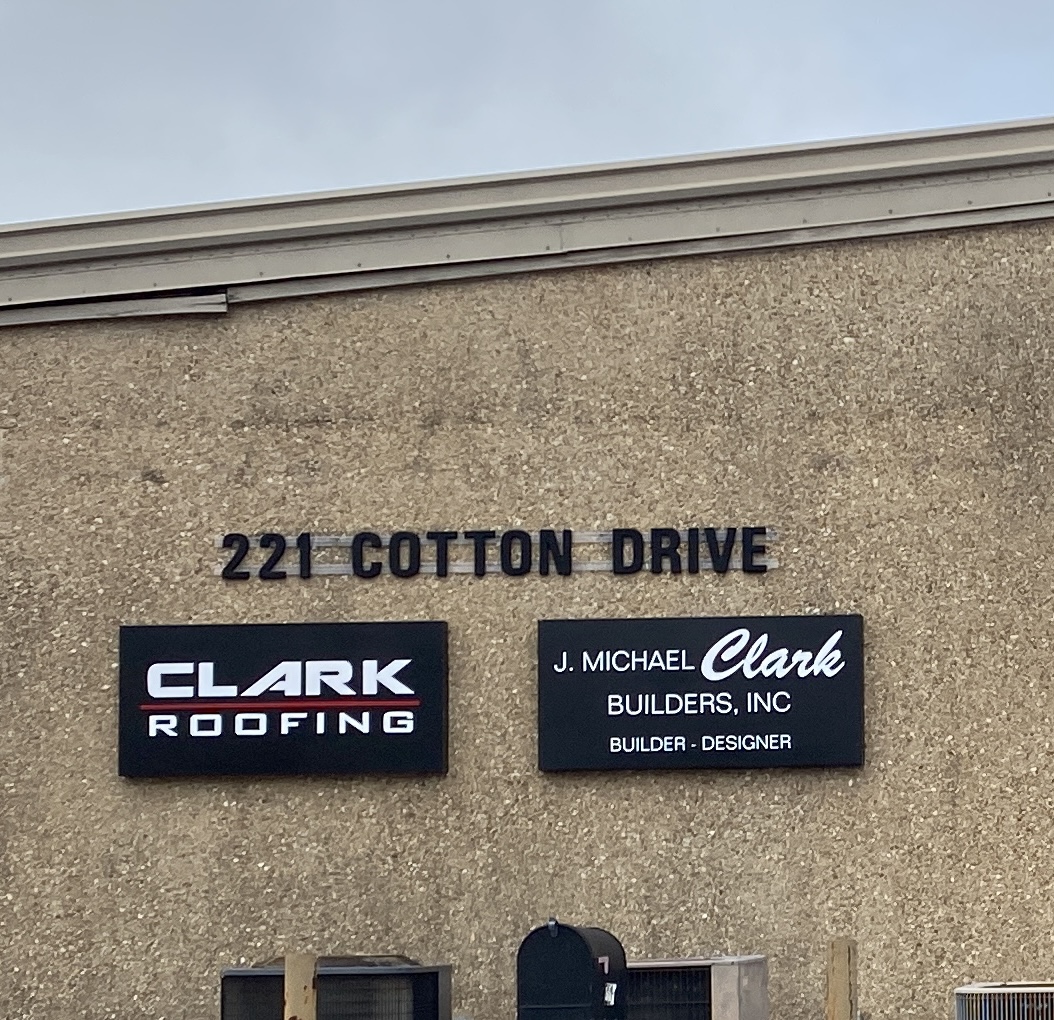 221 COTTON DRIVE
CLARK
ROOFING
J. MICHAEL Clark
BUILDERS, INC
BUILDER - DESIGNER